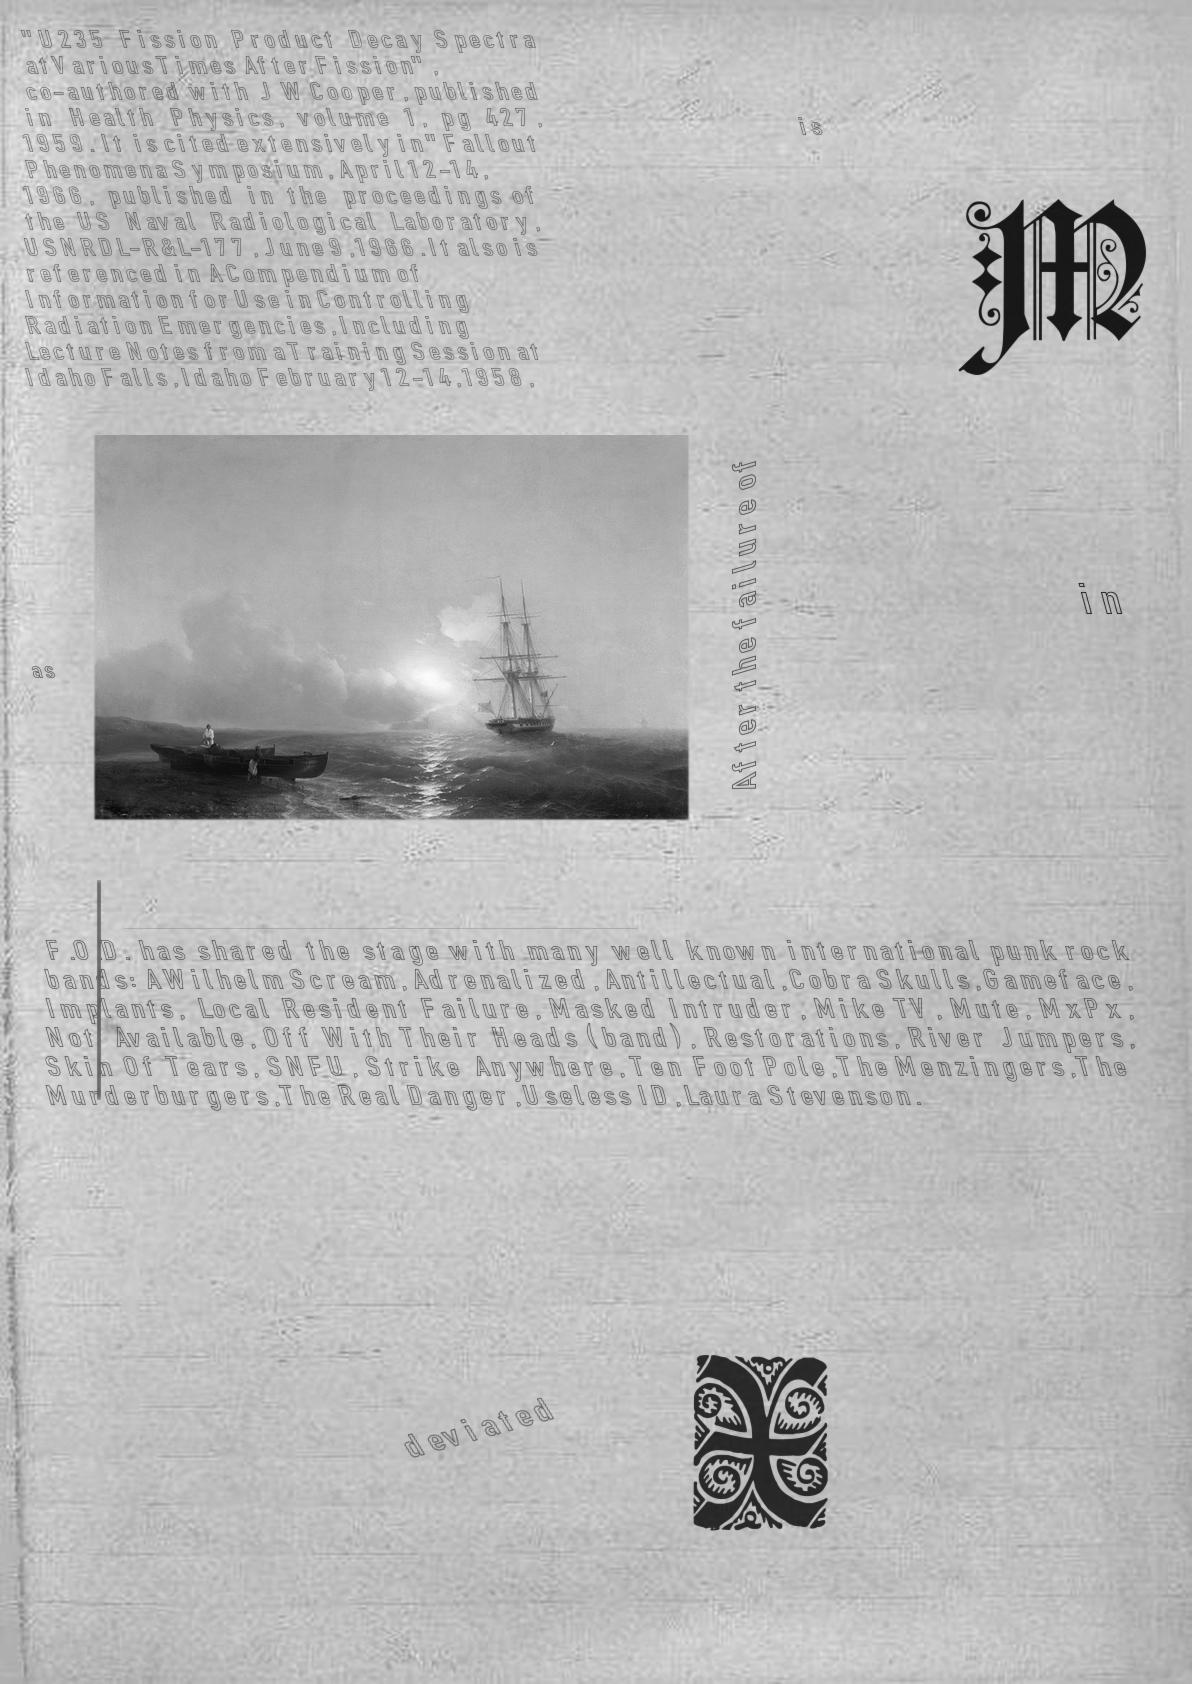 "U235 Fission Product Decay Spectra
at Various Times After Fission",
co-authored with J W Cooper, published
in Health Physics, volume 1, pg 427,
1959. It is cited extensively in "Fallout
Phenomena Symposium, April 12-14,
1966, published in the proceedings of
the US Naval Radiological Laboratory,
USNRDL-R&L-177, June 9, 1966. It also is
referenced in A Compendium of
Information for Use in Controlling
Radiation Emergencies, Including
Lecture Notes from a Training Session at
Idaho Falls, Idaho February 12-14, 1958,
is
M
After the failure of
in
as
F.O.D. has shared the stage with many well known international punk rock
bands: A Wilhelm Scream, Adrenalized, Antillectual, Cobra Skulls, Gameface,
Implants, Local Resident Failure, Masked Intruder, Mike TV, Mute, MxPx,
Not Available, Off With Their Heads (band), Restorations, River Jumpers,
Skin Of Tears, SNFU, Strike Anywhere, Ten Foot Pole, The Menzingers, The
Murderburgers, The Real Danger, Useless ID, Laura Stevenson.
deviated